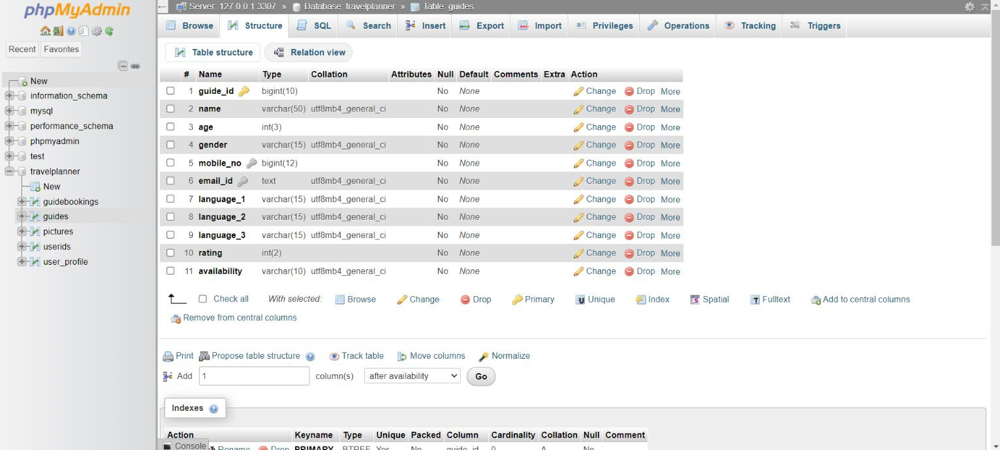 phpMyAdmin
Recent Favorites
New
information_schema
mysql
performance_schema
phpmyadmin
test
travelplanner
New
guidebookings
guides
pictures
userids
user_profile
Server: 127.0.0.1:3307 » Database: travelplanner » Table: guides
Browse Structure SQL Search Insert Export Import Privileges Operations Tracking Triggers
Table structure Relation view
# Name Type Collation Attributes Null Default Comments Extra Action
1 guide_id bigint(10) No None Change Drop More
2 name varchar(50) utf8mb4_general_ci No None Change Drop More
3 age int(3) No None Change Drop More
4 gender varchar(15) utf8mb4_general_ci No None Change Drop More
5 mobile_no bigint(12) No None Change Drop More
6 email_id text utf8mb4_general_ci No None Change Drop More
7 language_1 varchar(15) utf8mb4_general_ci No None Change Drop More
8 language_2 varchar(15) utf8mb4_general_ci No None Change Drop More
9 language_3 varchar(15) utf8mb4_general_ci No None Change Drop More
10 rating int(2) No None Change Drop More
11 availability varchar(10) utf8mb4_general_ci No None Change Drop More
Check all With selected: Browse Change Drop Primary Unique Index Spatial Fulltext Add to central columns
Remove from central columns
Print Propose table structure Track table Move columns Normalize
Add 1 column(s) after availability Go
Indexes
Action Keyname Type Unique Packed Column Cardinality Collation Null Comment
Rename Drop PRIMARY BTREE Yes No guide_id 0 A No
Console